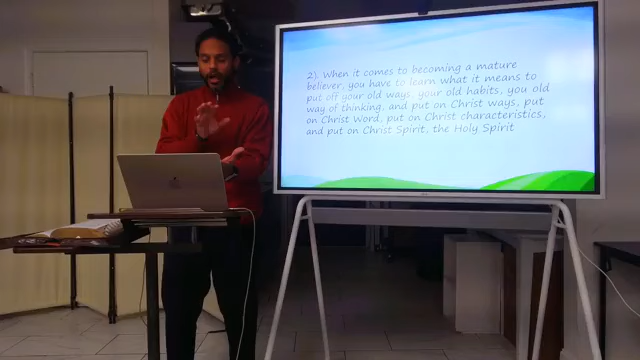 2). When it comes to becoming a mature
believer, you have to learn what it means to
put off your old ways, your old habits, you old
way of thinking, and put on Christ ways, put
on Christ Word, put on Christ characteristics,
and put on Christ Spirit, the Holy Spirit